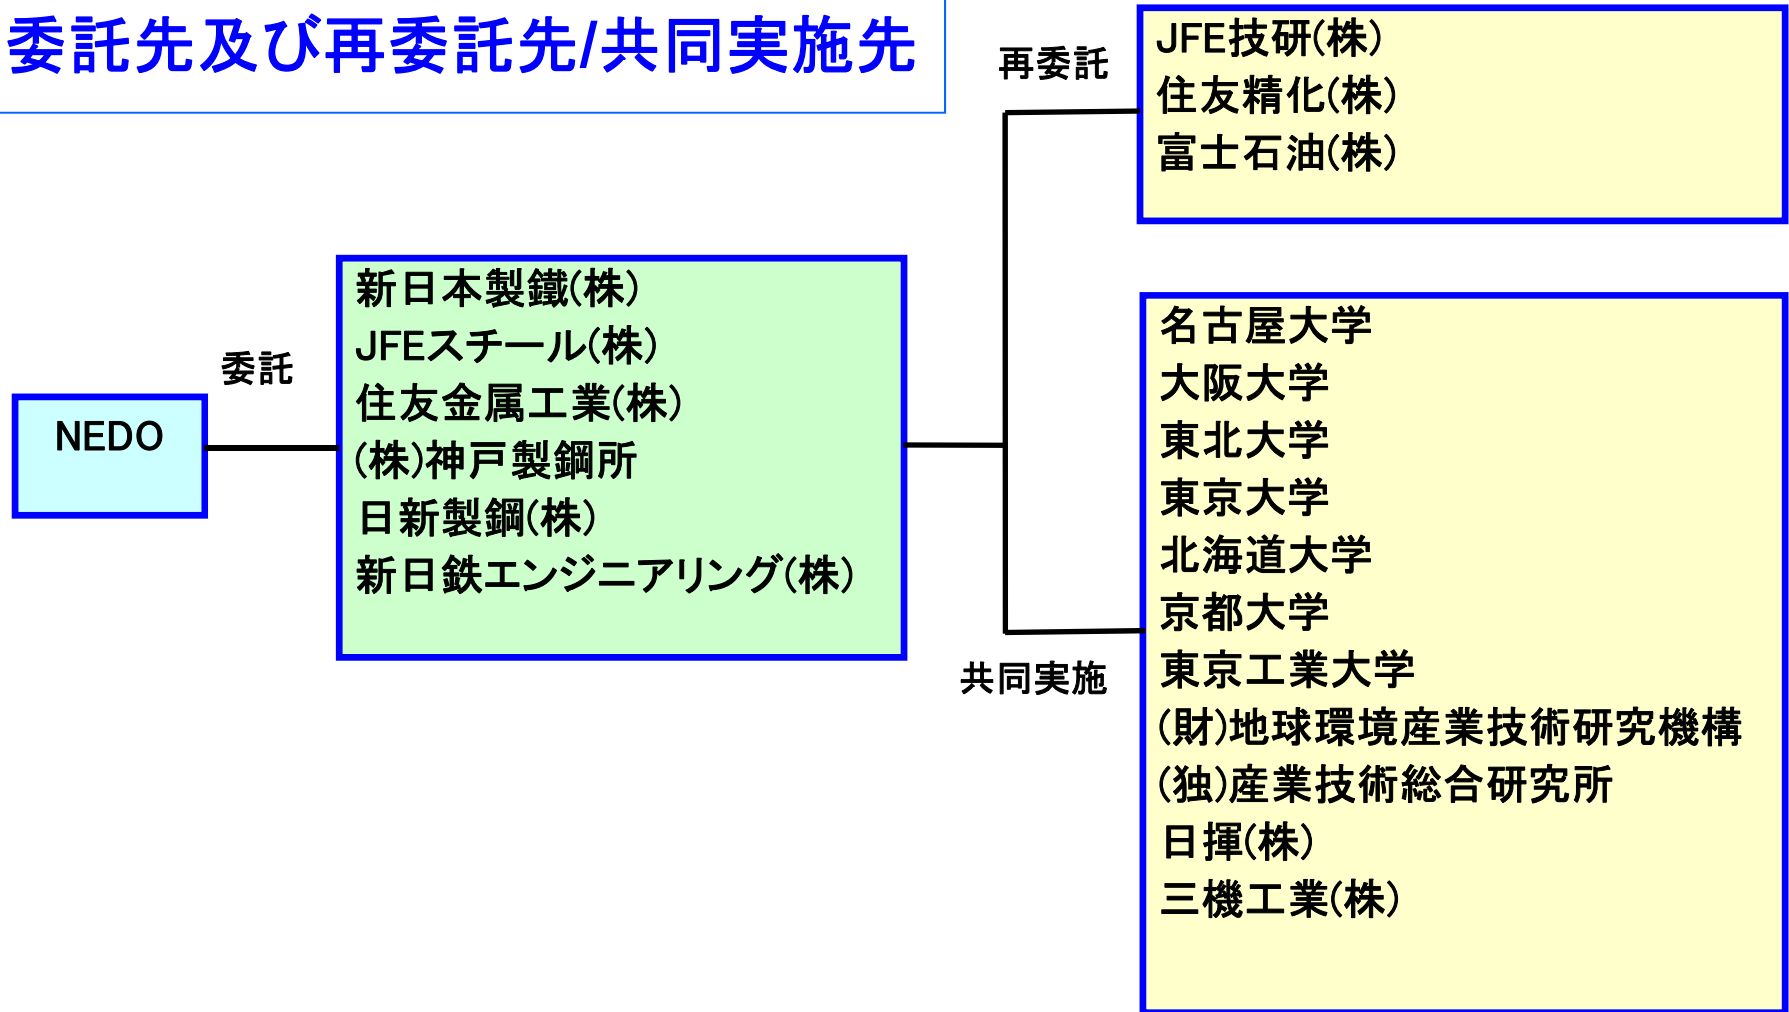 委託先及び再委託先/共同実施先
NEDO
委託
新日本製鐵(株)
JFEスチール(株)
住友金属工業(株)
(株)神戸製鋼所
日新製鋼(株)
新日鉄エンジニアリング(株)
再委託
JFE技研(株)
住友精化(株)
富士石油(株)
共同実施
名古屋大学
大阪大学
東北大学
東京大学
北海道大学
京都大学
東京工業大学
(財)地球環境産業技術研究機構
(独)産業技術総合研究所
日揮(株)
三機工業(株)